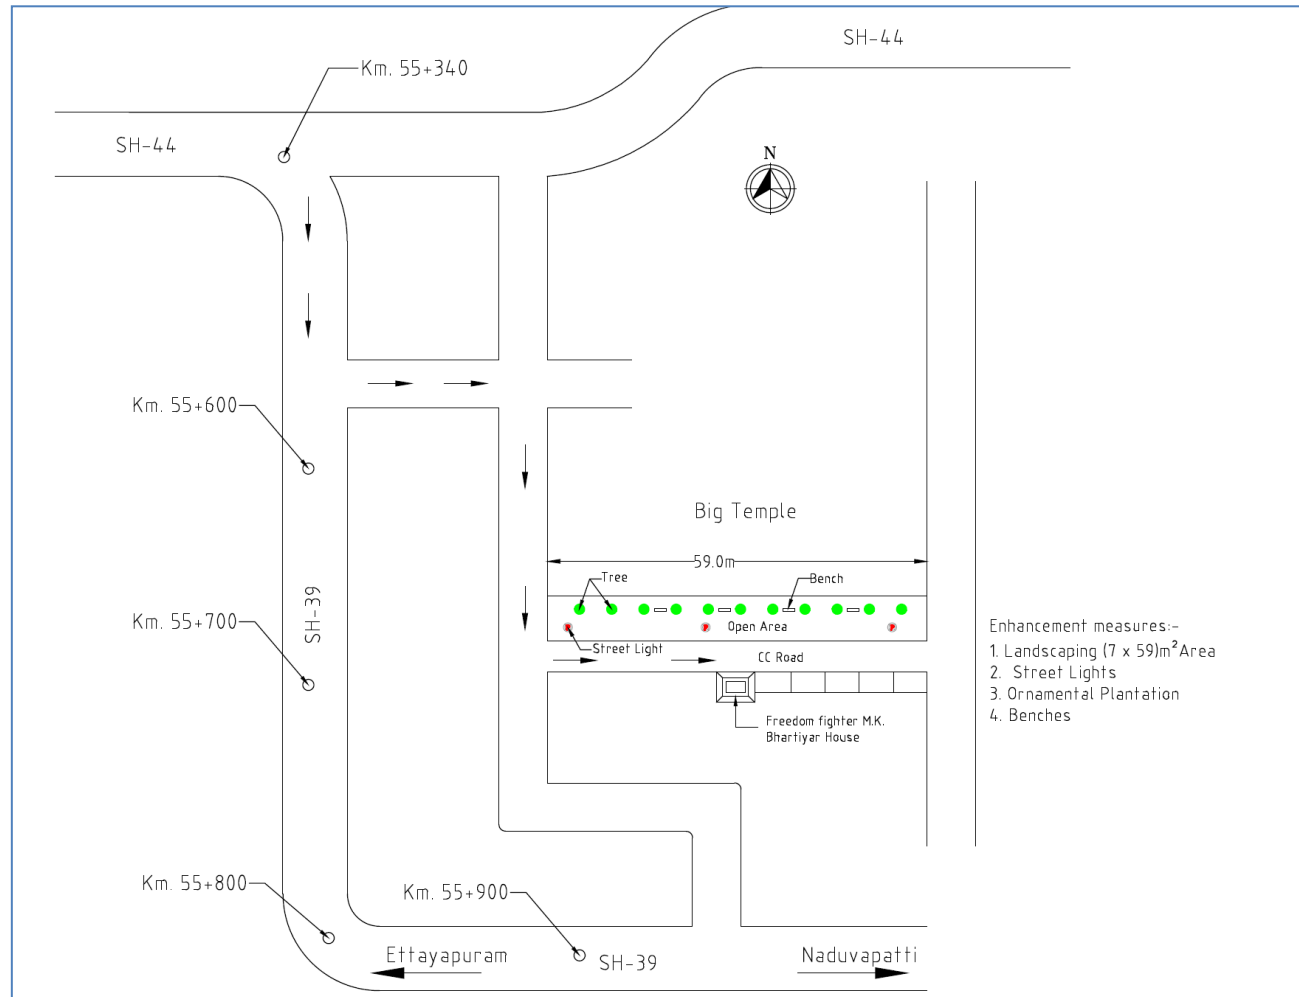 SH-44
Km. 55+340
SH-44
N
Km. 55+600
Big Temple
59.0m
Tree
Bench
Open Area
Street Light
CC Road
Km. 55+700
SH-39
Enhancement measures:-
1. Landscaping (7 x 59)m² Area
2. Street Lights
3. Ornamental Plantation
4. Benches
Freedom fighter M.K.
Bhartiyar House
Km. 55+800
Km. 55+900
Ettayapuram
SH-39
Naduvapatti